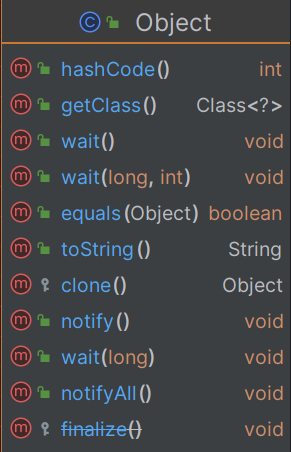 Object
hashCode() int
getClass() Class<?>
wait() void
wait(long, int) void
equals(Object) boolean
toString() String
clone() Object
notify() void
wait(long) void
notifyAll() void
finalize() void